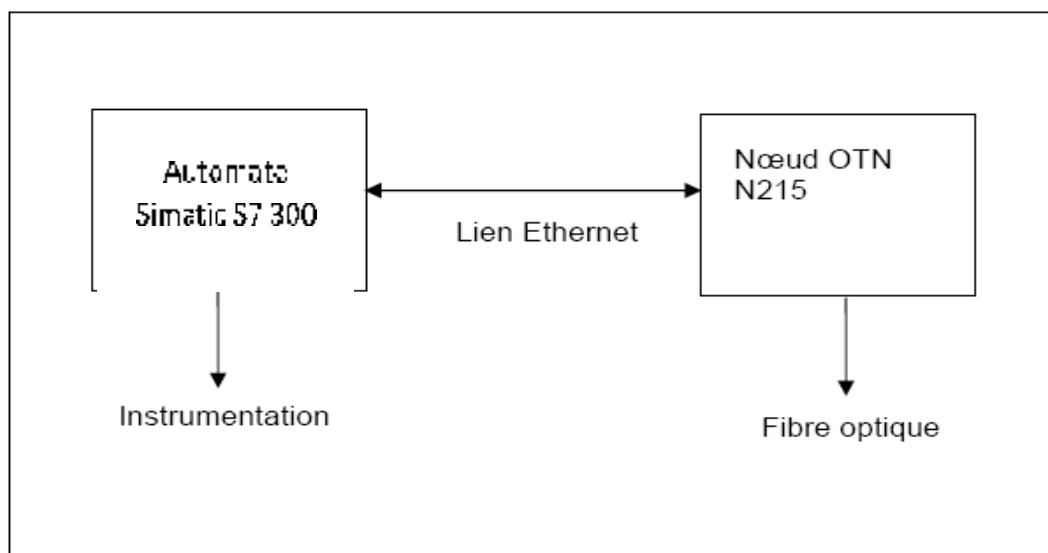 Automate
Simatic S7 300
Nœud OTN
N215
Lien Ethernet
Instrumentation
Fibre optique